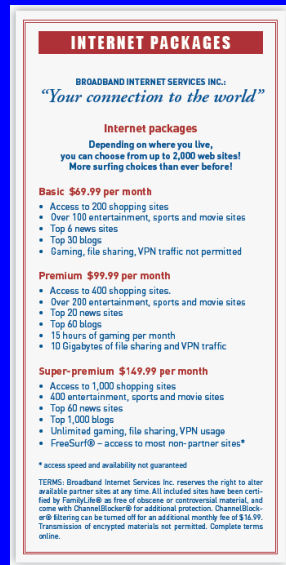 INTERNET PACKAGES
BROADBAND INTERNET SERVICES INC.:
“Your connection to the world”
Internet packages
Depending on where you live,
you can choose from up to 2,000 web sites!
More surfing choices than ever before!
Basic $69.99 per month
• Access to 200 shopping sites
• Over 100 entertainment, sports and movie sites
• Top 6 news sites
• Top 30 blogs
• Gaming, file sharing, VPN traffic not permitted
Premium $99.99 per month
• Access to 400 shopping sites.
• Over 200 entertainment, sports and movie sites
• Top 20 news sites
• Top 60 blogs
• 15 hours of gaming per month
• 10 Gigabytes of file sharing and VPN traffic
Super-premium $149.99 per month
• Access to 1,000 shopping sites
• 400 entertainment, sports and movie sites
• Top 60 news sites
• Top 1,000 blogs
• Unlimited gaming, file sharing, VPN usage
• FreeSurf® – access to most non-partner sites*
* access speed and availability not guaranteed
TERMS: Broadband Internet Services Inc. reserves the right to alter
available partner sites at any time. All included sites have been certi-
fied by FamilyLife® as free of obscene or controversial material, and
come with ChannelBlocker® for additional protection. ChannelBlock-
er® filtering can be turned off for an additional monthly fee of $16.99.
Transmission of encrypted materials not permitted. Complete terms
online.